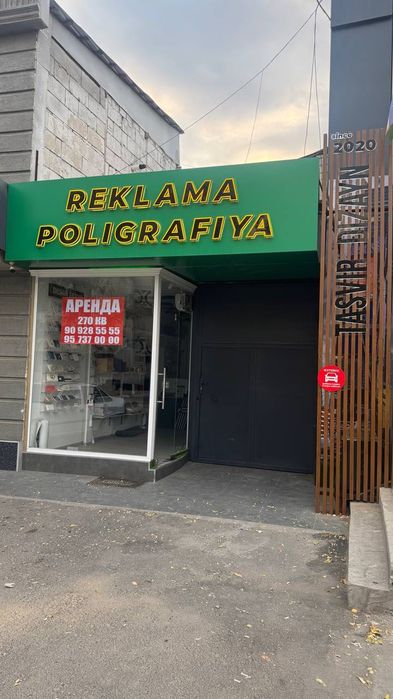 REKLAMA
POLIGRAFIYA
АРЕНДА
270 КВ
90 928 55 55
95 737 00 00
since
2020
TASVIR DIZAYN